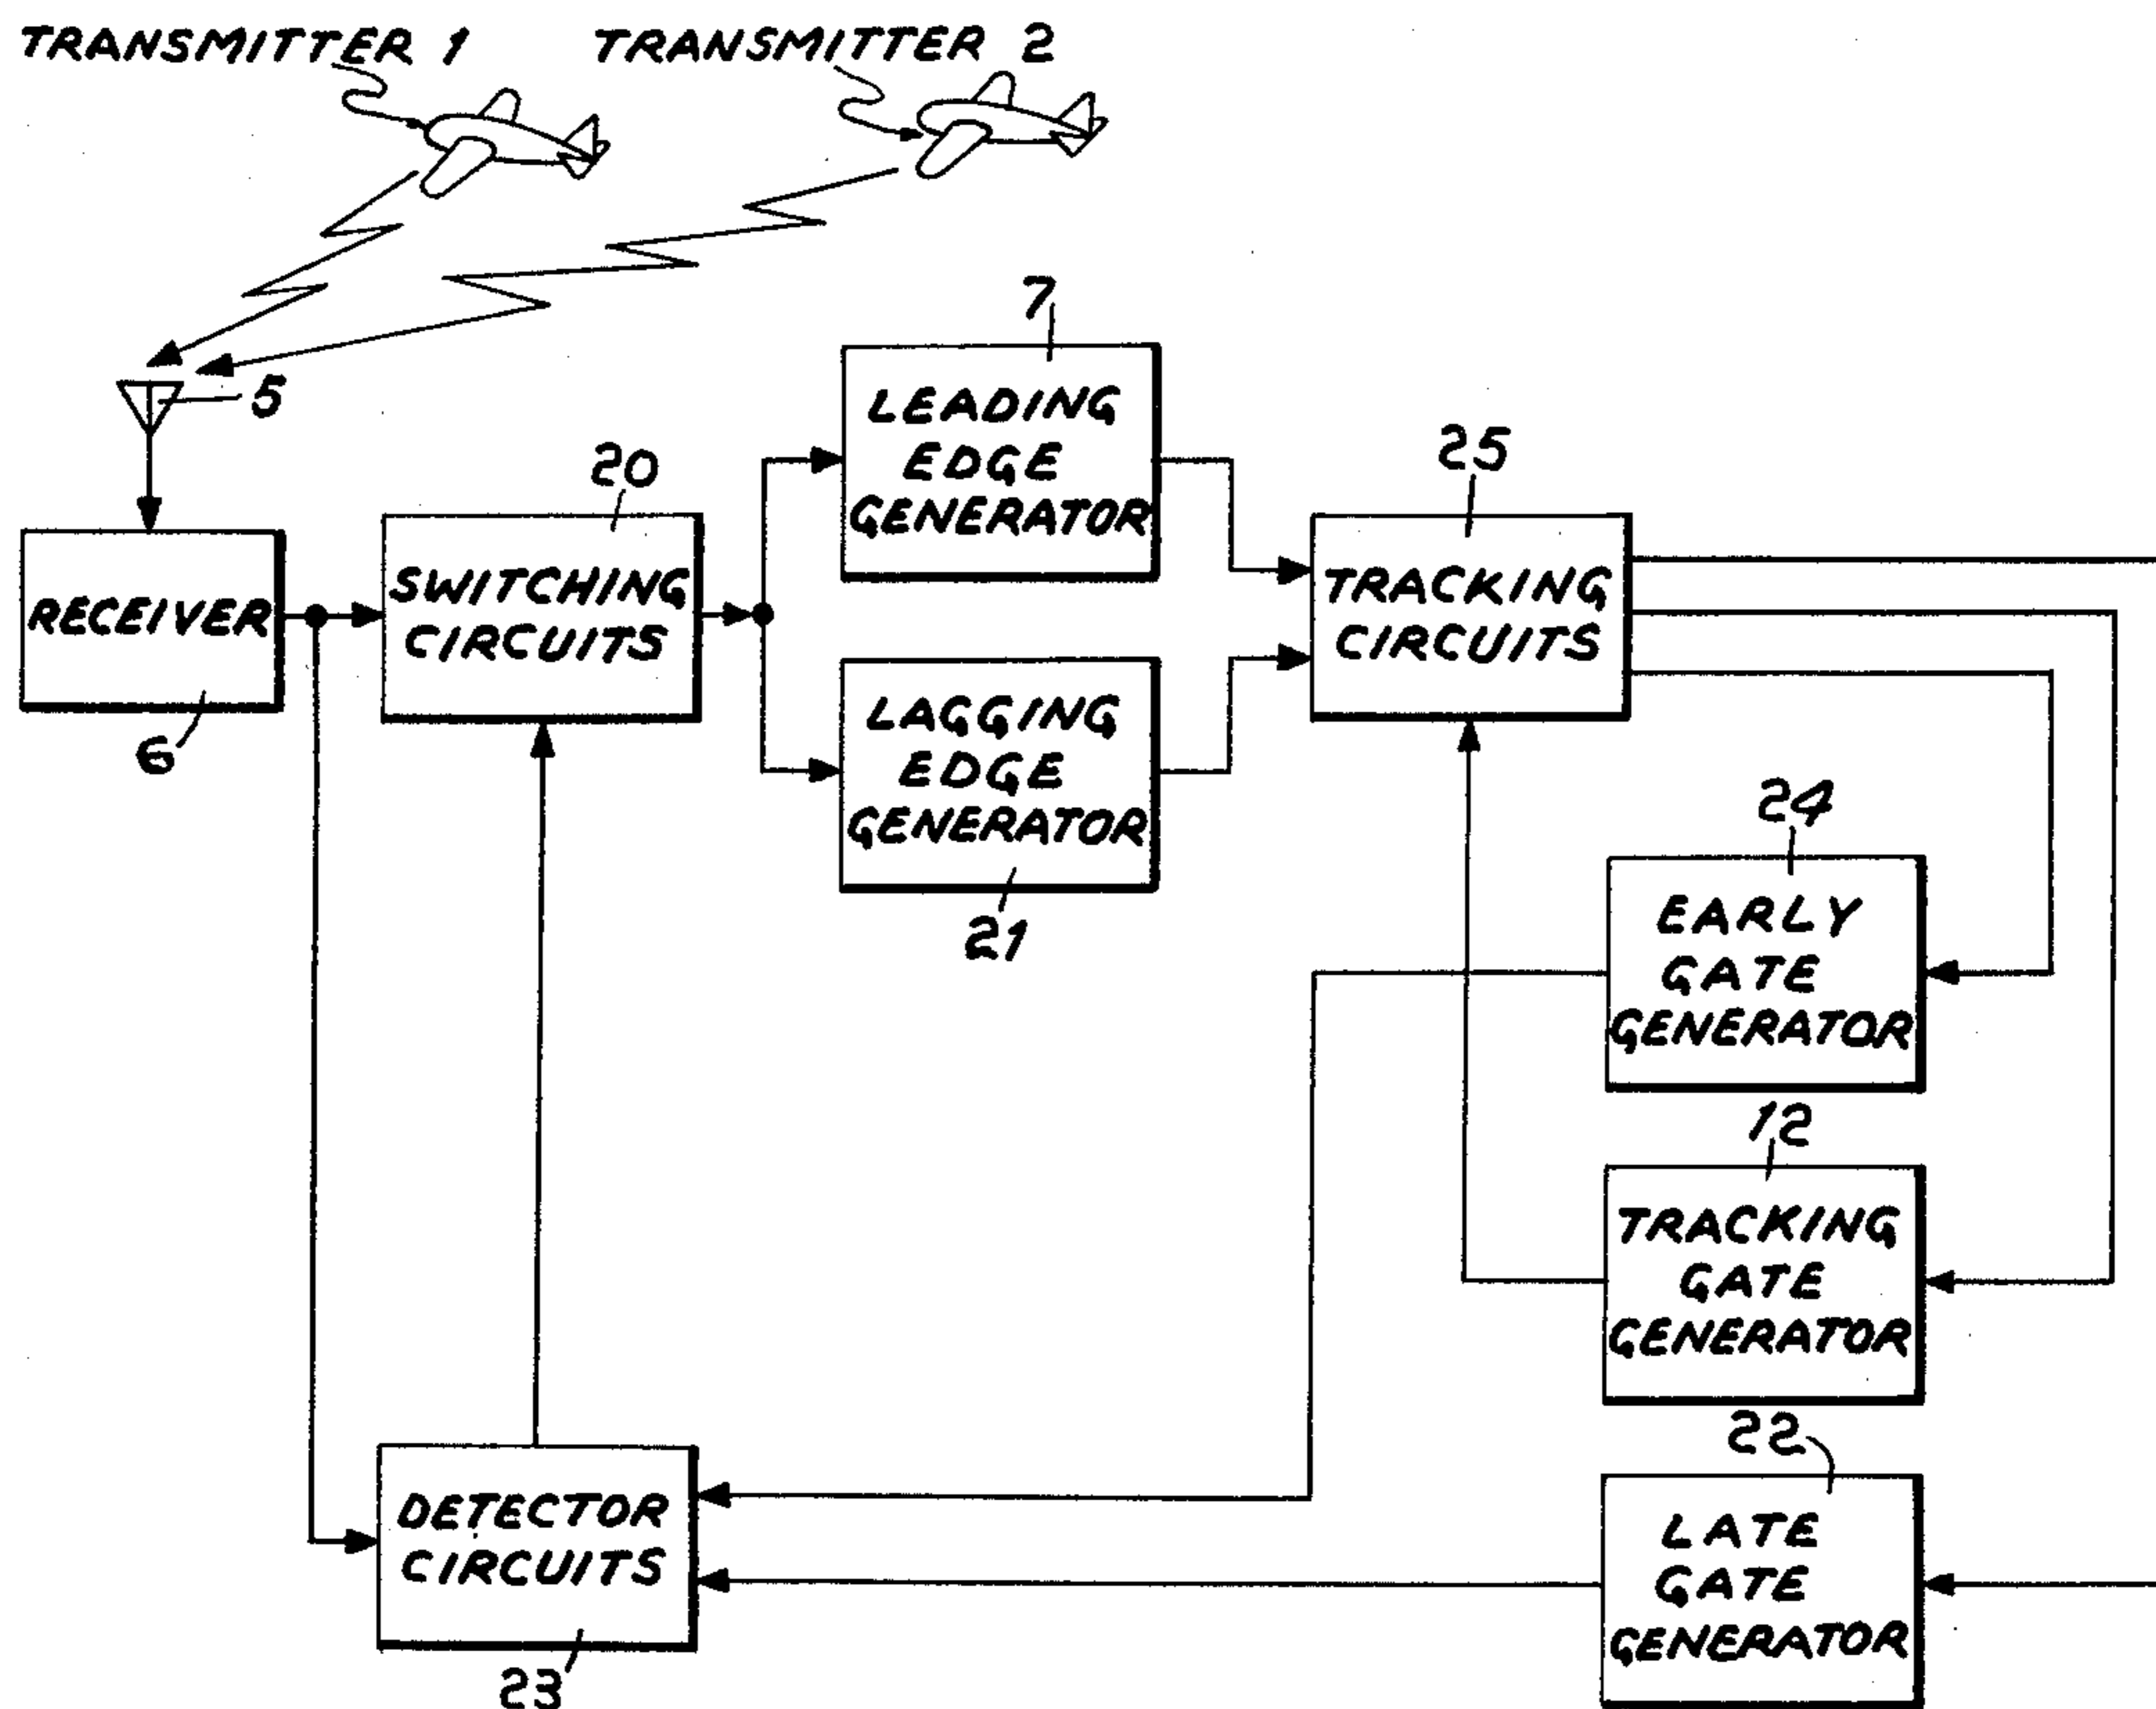 TRANSMITTER 1
TRANSMITTER 2
5
RECEIVER
6
20
SWITCHING
CIRCUITS
7
LEADING
EDGE
GENERATOR
LAGGING
EDGE
GENERATOR
21
25
TRACKING
CIRCUITS
24
EARLY
GATE
GENERATOR
12
TRACKING
GATE
GENERATOR
22
LATE
GATE
GENERATOR
DETECTOR
CIRCUITS
23